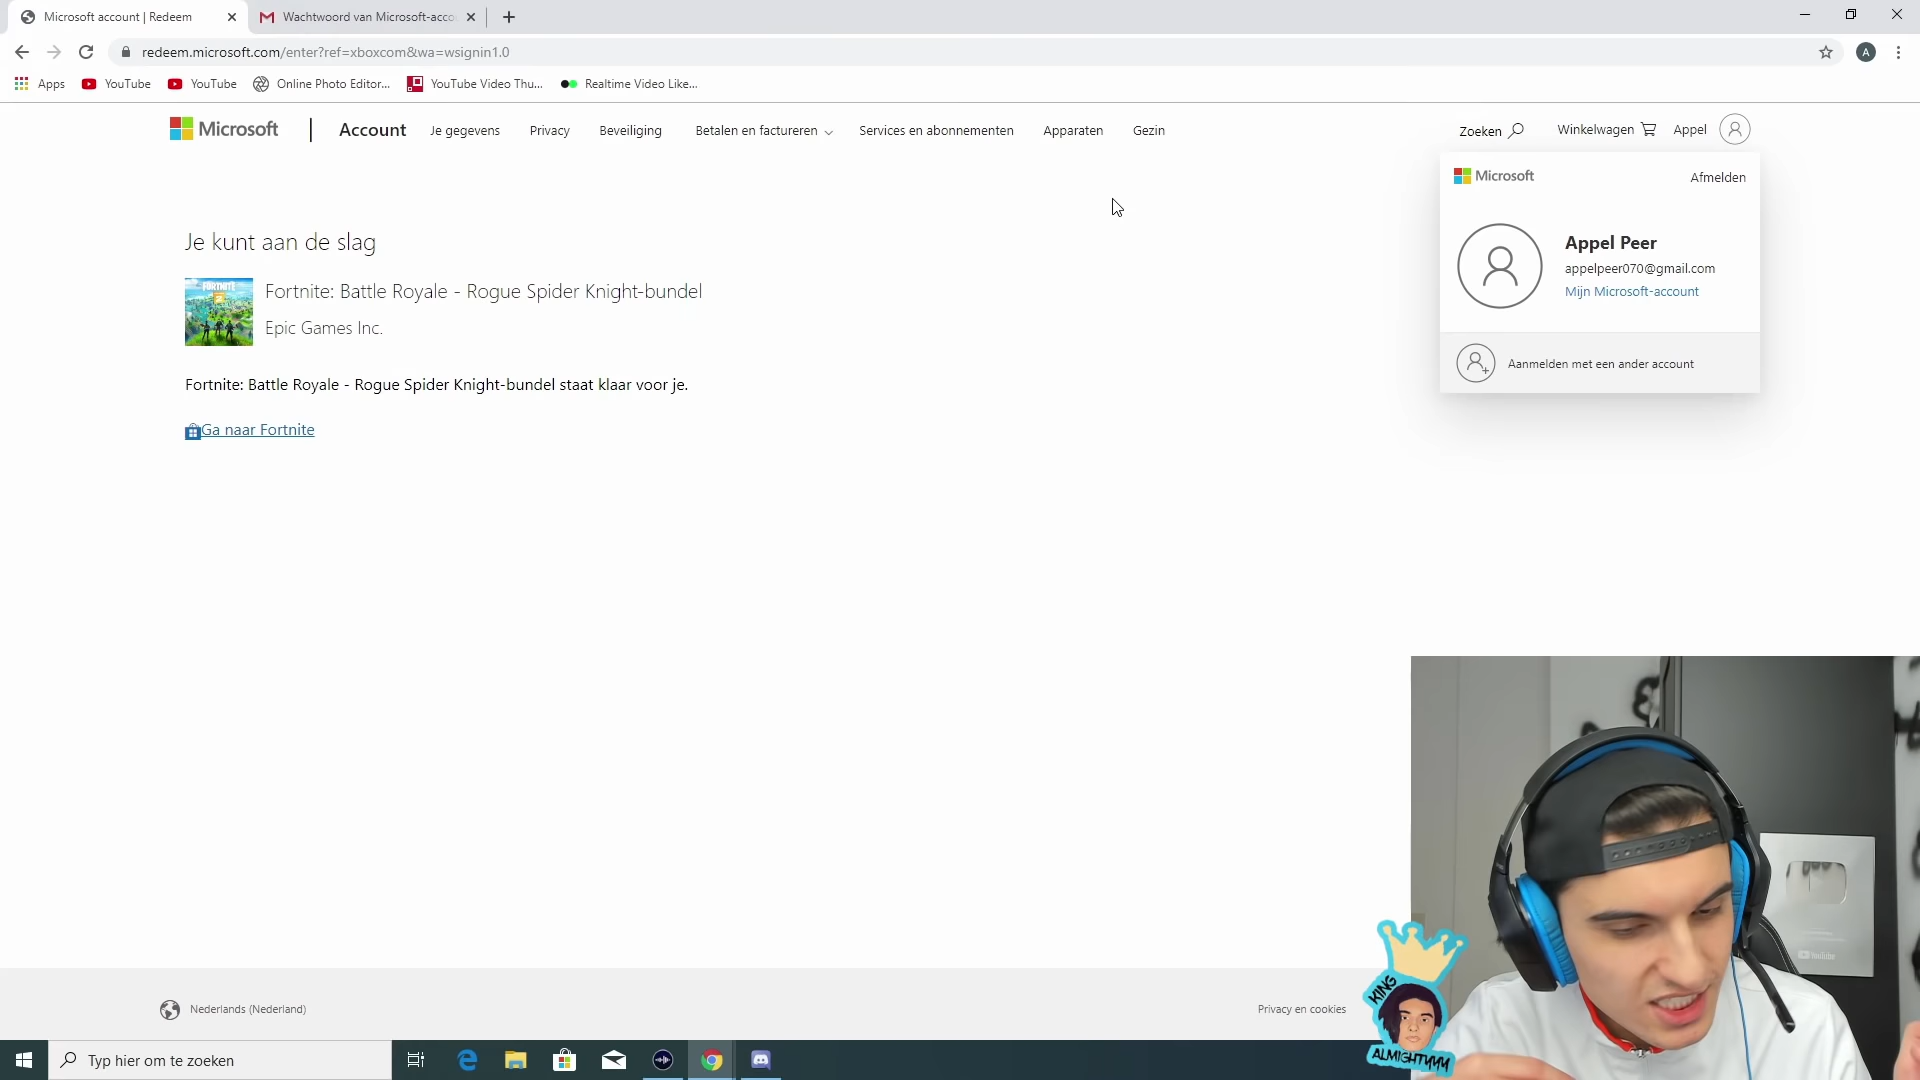 Microsoft account | Redeem
Wachtwoord van Microsoft-acco
redeem.microsoft.com/enter?ref=xboxcom&wa=wsignin1.0
A
Apps
YouTube
YouTube
Online Photo Editor...
YouTube Video Thu...
Realtime Video Like...
Microsoft
Account
Je gegevens
Privacy
Beveiliging
Betalen en factureren
Services en abonnementen
Apparaten
Gezin
Zoeken
Winkelwagen
Appel
Microsoft
Afmelden
Appel Peer
appelpeer070@gmail.com
Mijn Microsoft-account
Aanmelden met een ander account
Je kunt aan de slag
FORTNITE
2
Fortnite: Battle Royale - Rogue Spider Knight-bundel
Epic Games Inc.
Fortnite: Battle Royale - Rogue Spider Knight-bundel staat klaar voor je.
Ga naar Fortnite
YouTube
KING
ALMIGHTYYY
Nederlands (Nederland)
Privacy en cookies
Typ hier om te zoeken